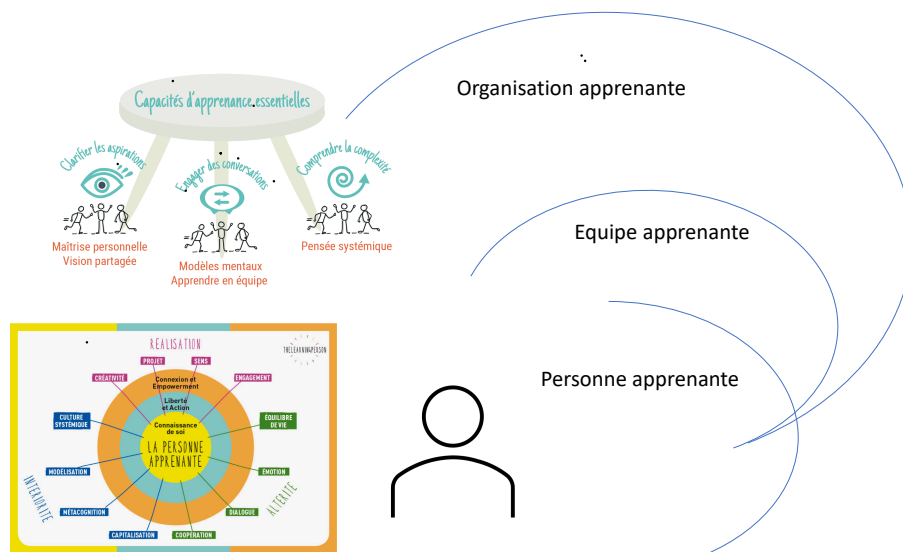 Capacités d'apprenance essentielles
Clarifier les aspirations
Engager des conversations
Comprendre la complexité
Maîtrise personnelle
Vision partagée
Modèles mentaux
Apprendre en équipe
Pensée systémique
Organisation apprenante
Equipe apprenante
Personne apprenante
RÉALISATION
THELEARNINGPERSON
PROJET
SENS
CRÉATIVITÉ
ENGAGEMENT
Connexion et
Empowerment
Liberté
et Action
Connaissance
de soi
LA PERSONNE
APPRENANTE
CULTURE
SYSTÉMIQUE
ÉQUILIBRE
DE VIE
MODÉLISATION
ÉMOTION
INTÉRIORITÉ
ALTÉRITÉ
MÉTACOGNITION
DIALOGUE
CAPITALISATION
COOPÉRATION